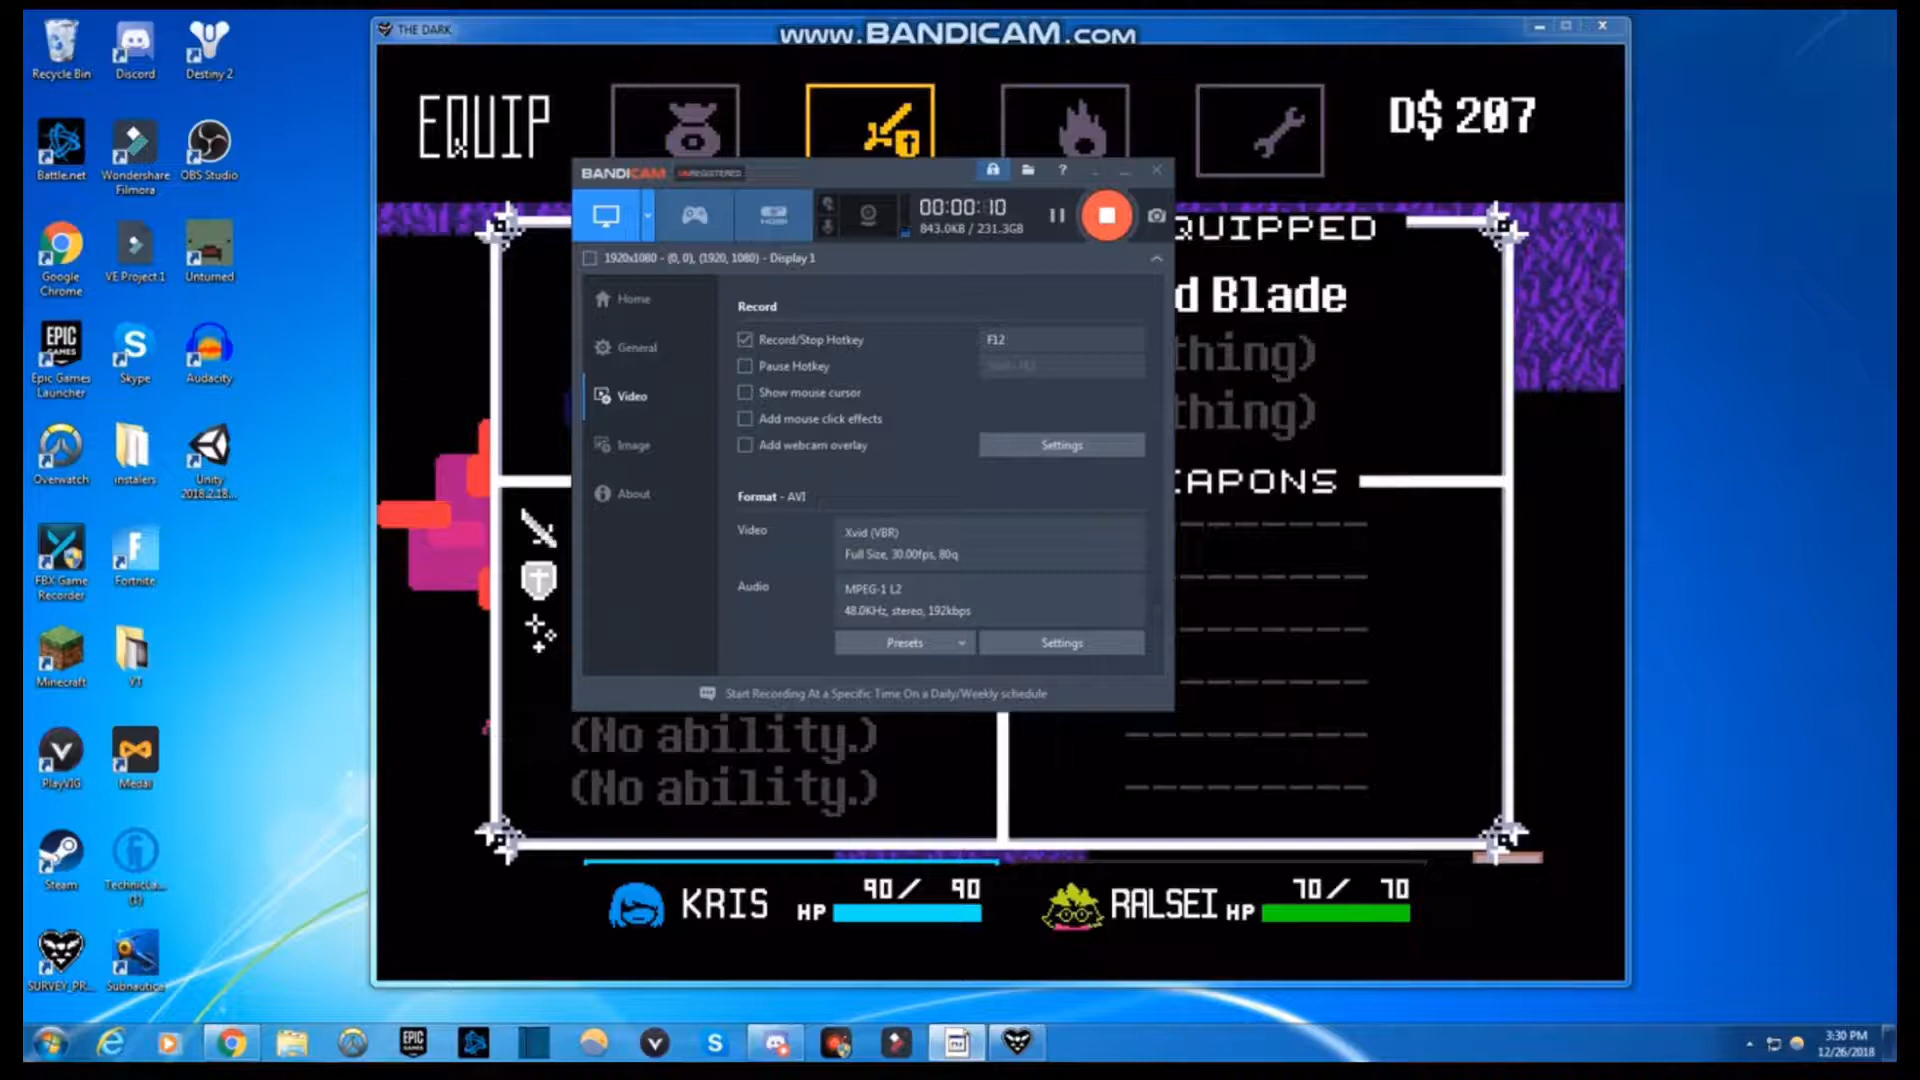 www.BANDICAM.com
THE DARK
Recycle Bin
Discord
Destiny 2
Battle.net
Wondershare
Filmora
OBS Studio
Google
Chrome
VE Project 1
Unturned
EPIC
GAMES
Epic Games
Launcher
Skype
Audacity
Overwatch
Unity
2018.2.18...
FBX Game
Recorder
Fortnite
Minecraft
VT
PlayVIG
Medal
Steam
SURVEY_PR...
Subnautica
EQUIP
D$ 207
BANDICAM UNREGISTERED
?
HDMI
00:00:10
843.0KB / 231.3GB
1920x1080 - (0, 0), (1920, 1080) - Display 1
Home
General
Video
Image
About
Record
Record/Stop Hotkey
F12
Pause Hotkey
Show mouse cursor
Add mouse click effects
Add webcam overlay
Settings
Format - AVI
Video
Xvid (VBR)
Full Size, 30.00fps, 80q
Audio
MPEG-1 L2
48.0KHz, stereo, 192kbps
Presets
Settings
Start Recording At a Specific Time On a Daily/Weekly schedule
QUIPPED
d Blade
thing)
thing)
EAPONS
(No ability.)
(No ability.)
KRIS
HP
90/ 90
RALSEI
HP
70/ 70
EPIC
3:30 PM
12/26/2018